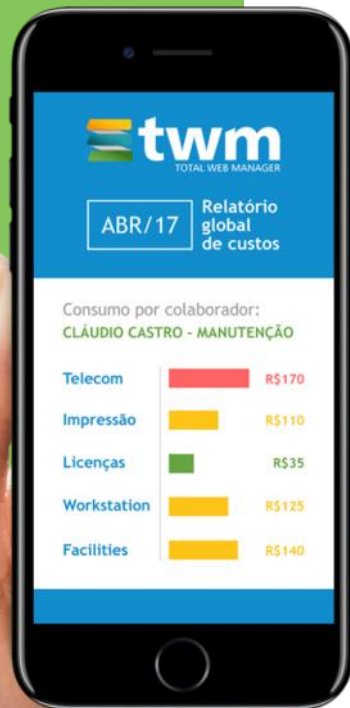 twm
TOTAL WEB MANAGER
ABR/17
Relatório
global
de custos
Consumo por colaborador:
CLÁUDIO CASTRO - MANUTENÇÃO
Telecom R$170
Impressão R$110
Licenças R$35
Workstation R$125
Facilities R$140